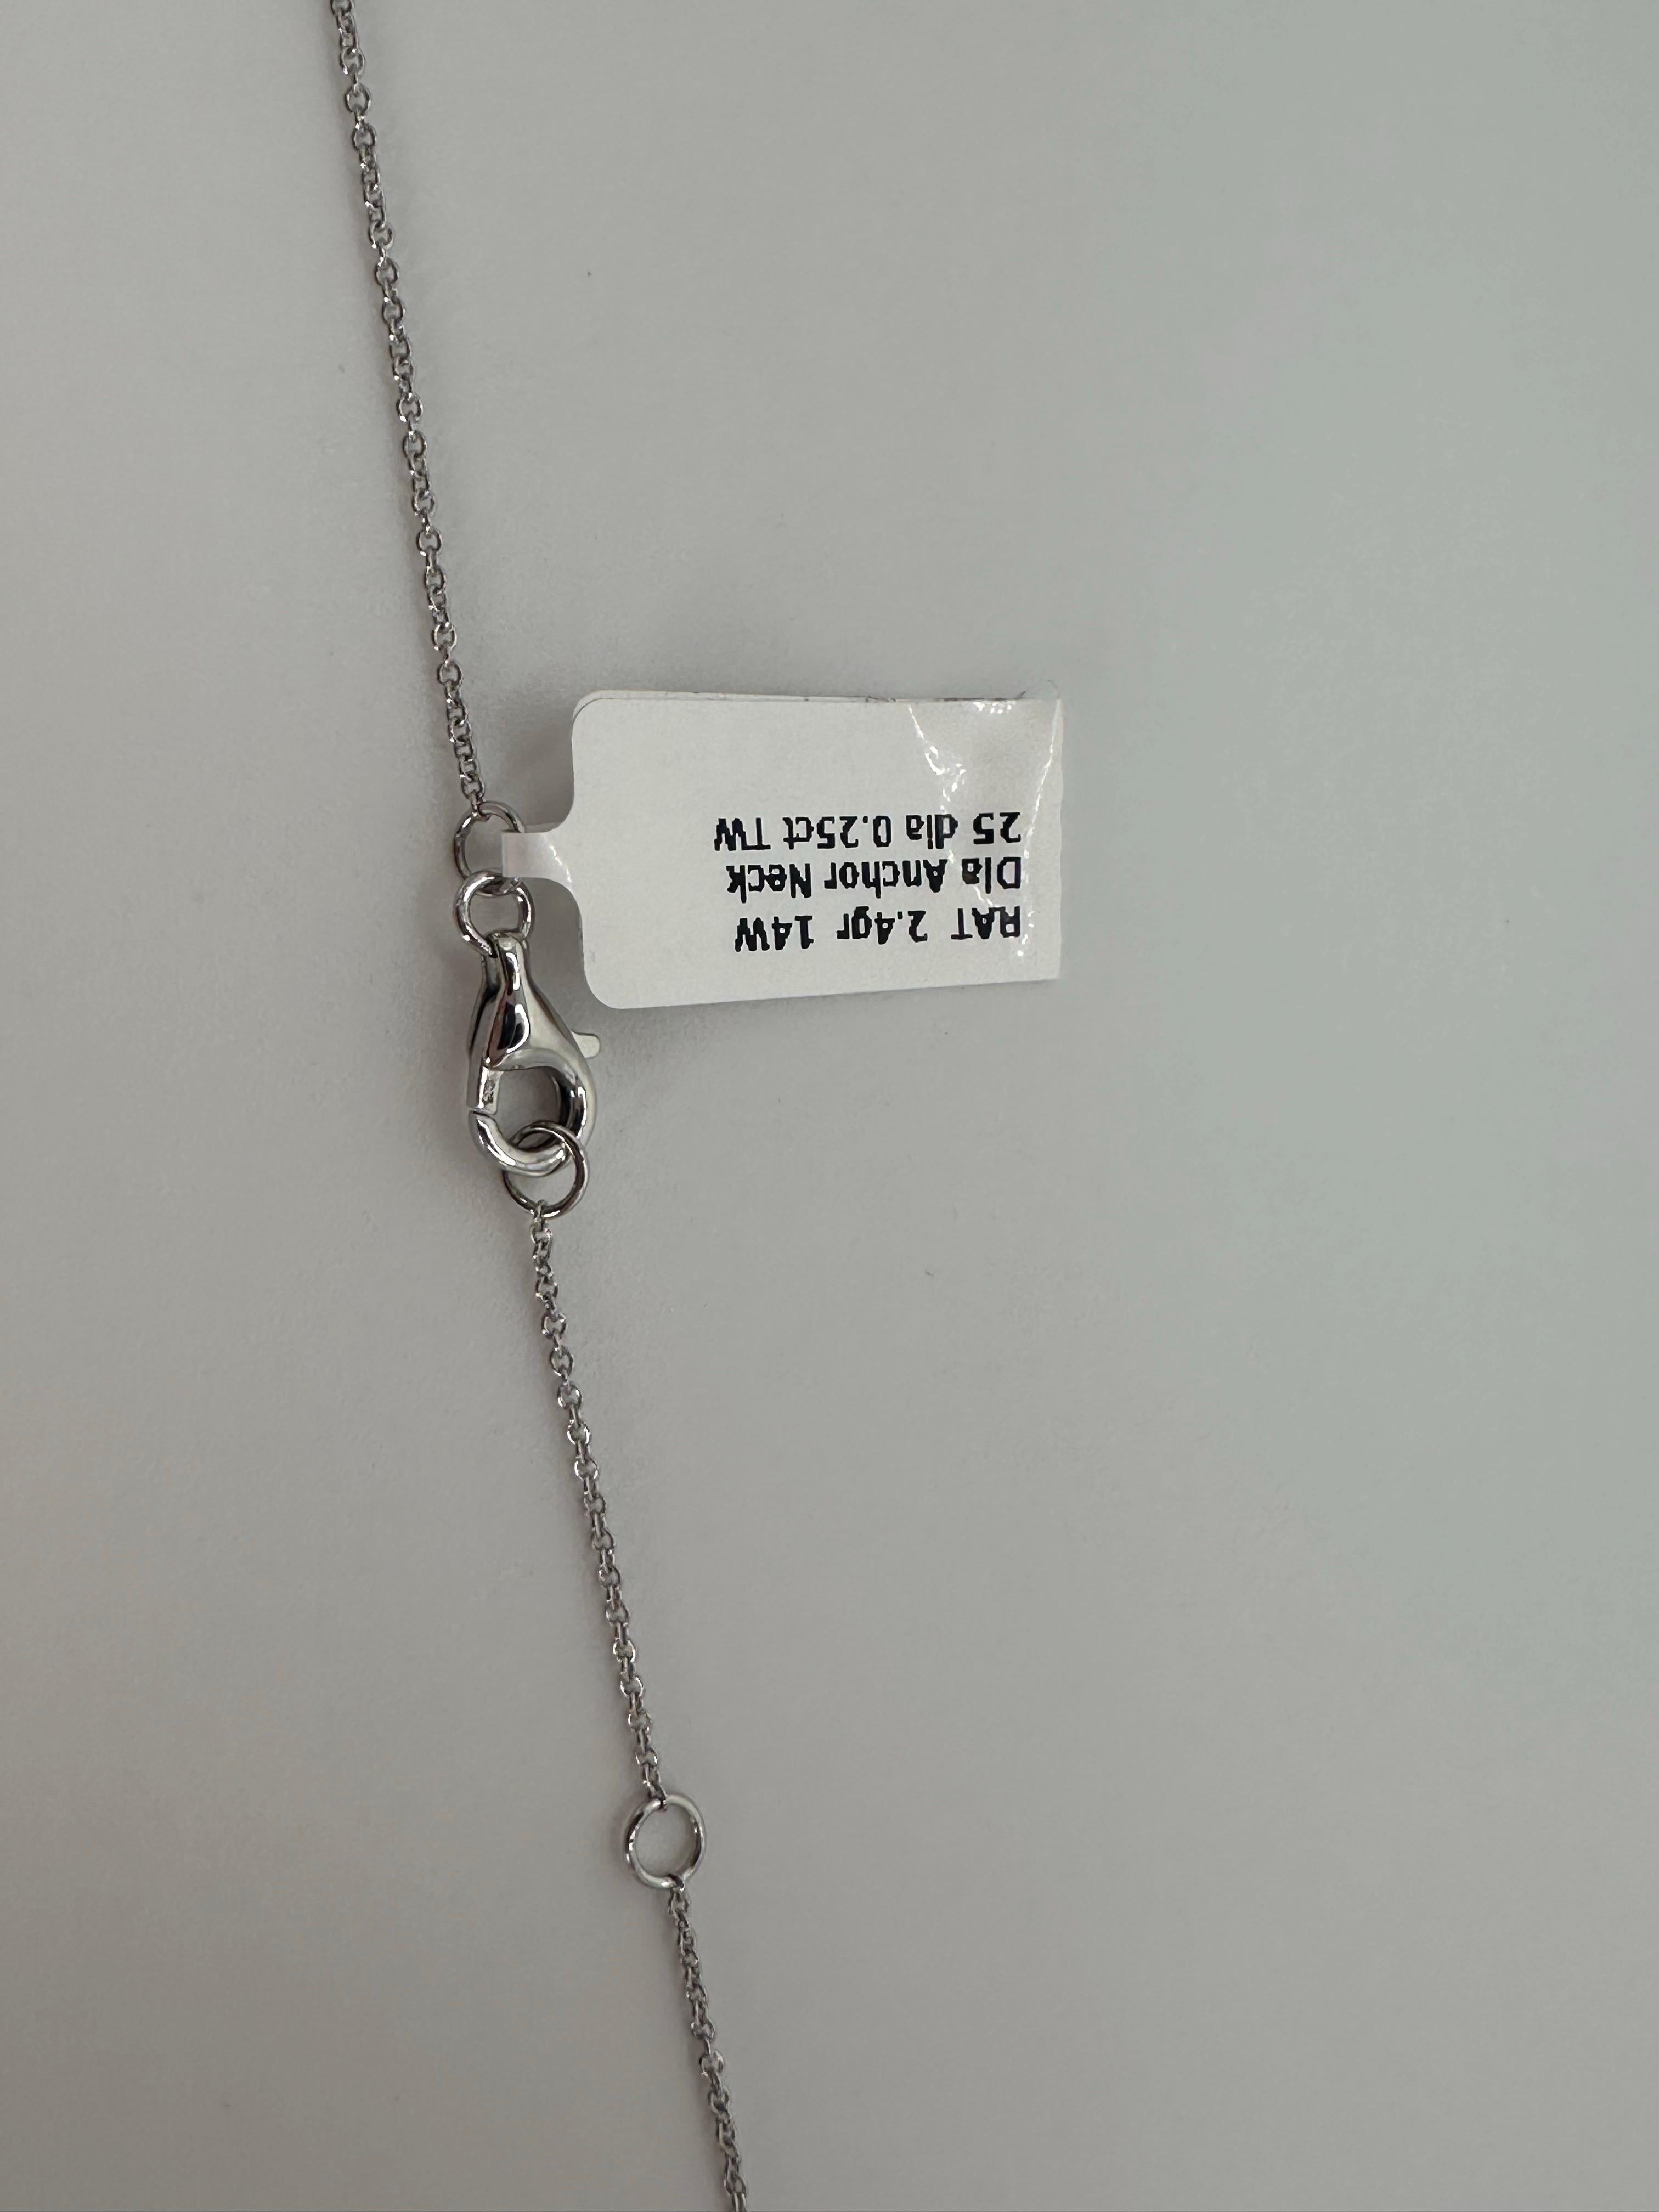 RAT 2.4gr 14W
Dia Anchor Neck
25 dia 0.25ct TW